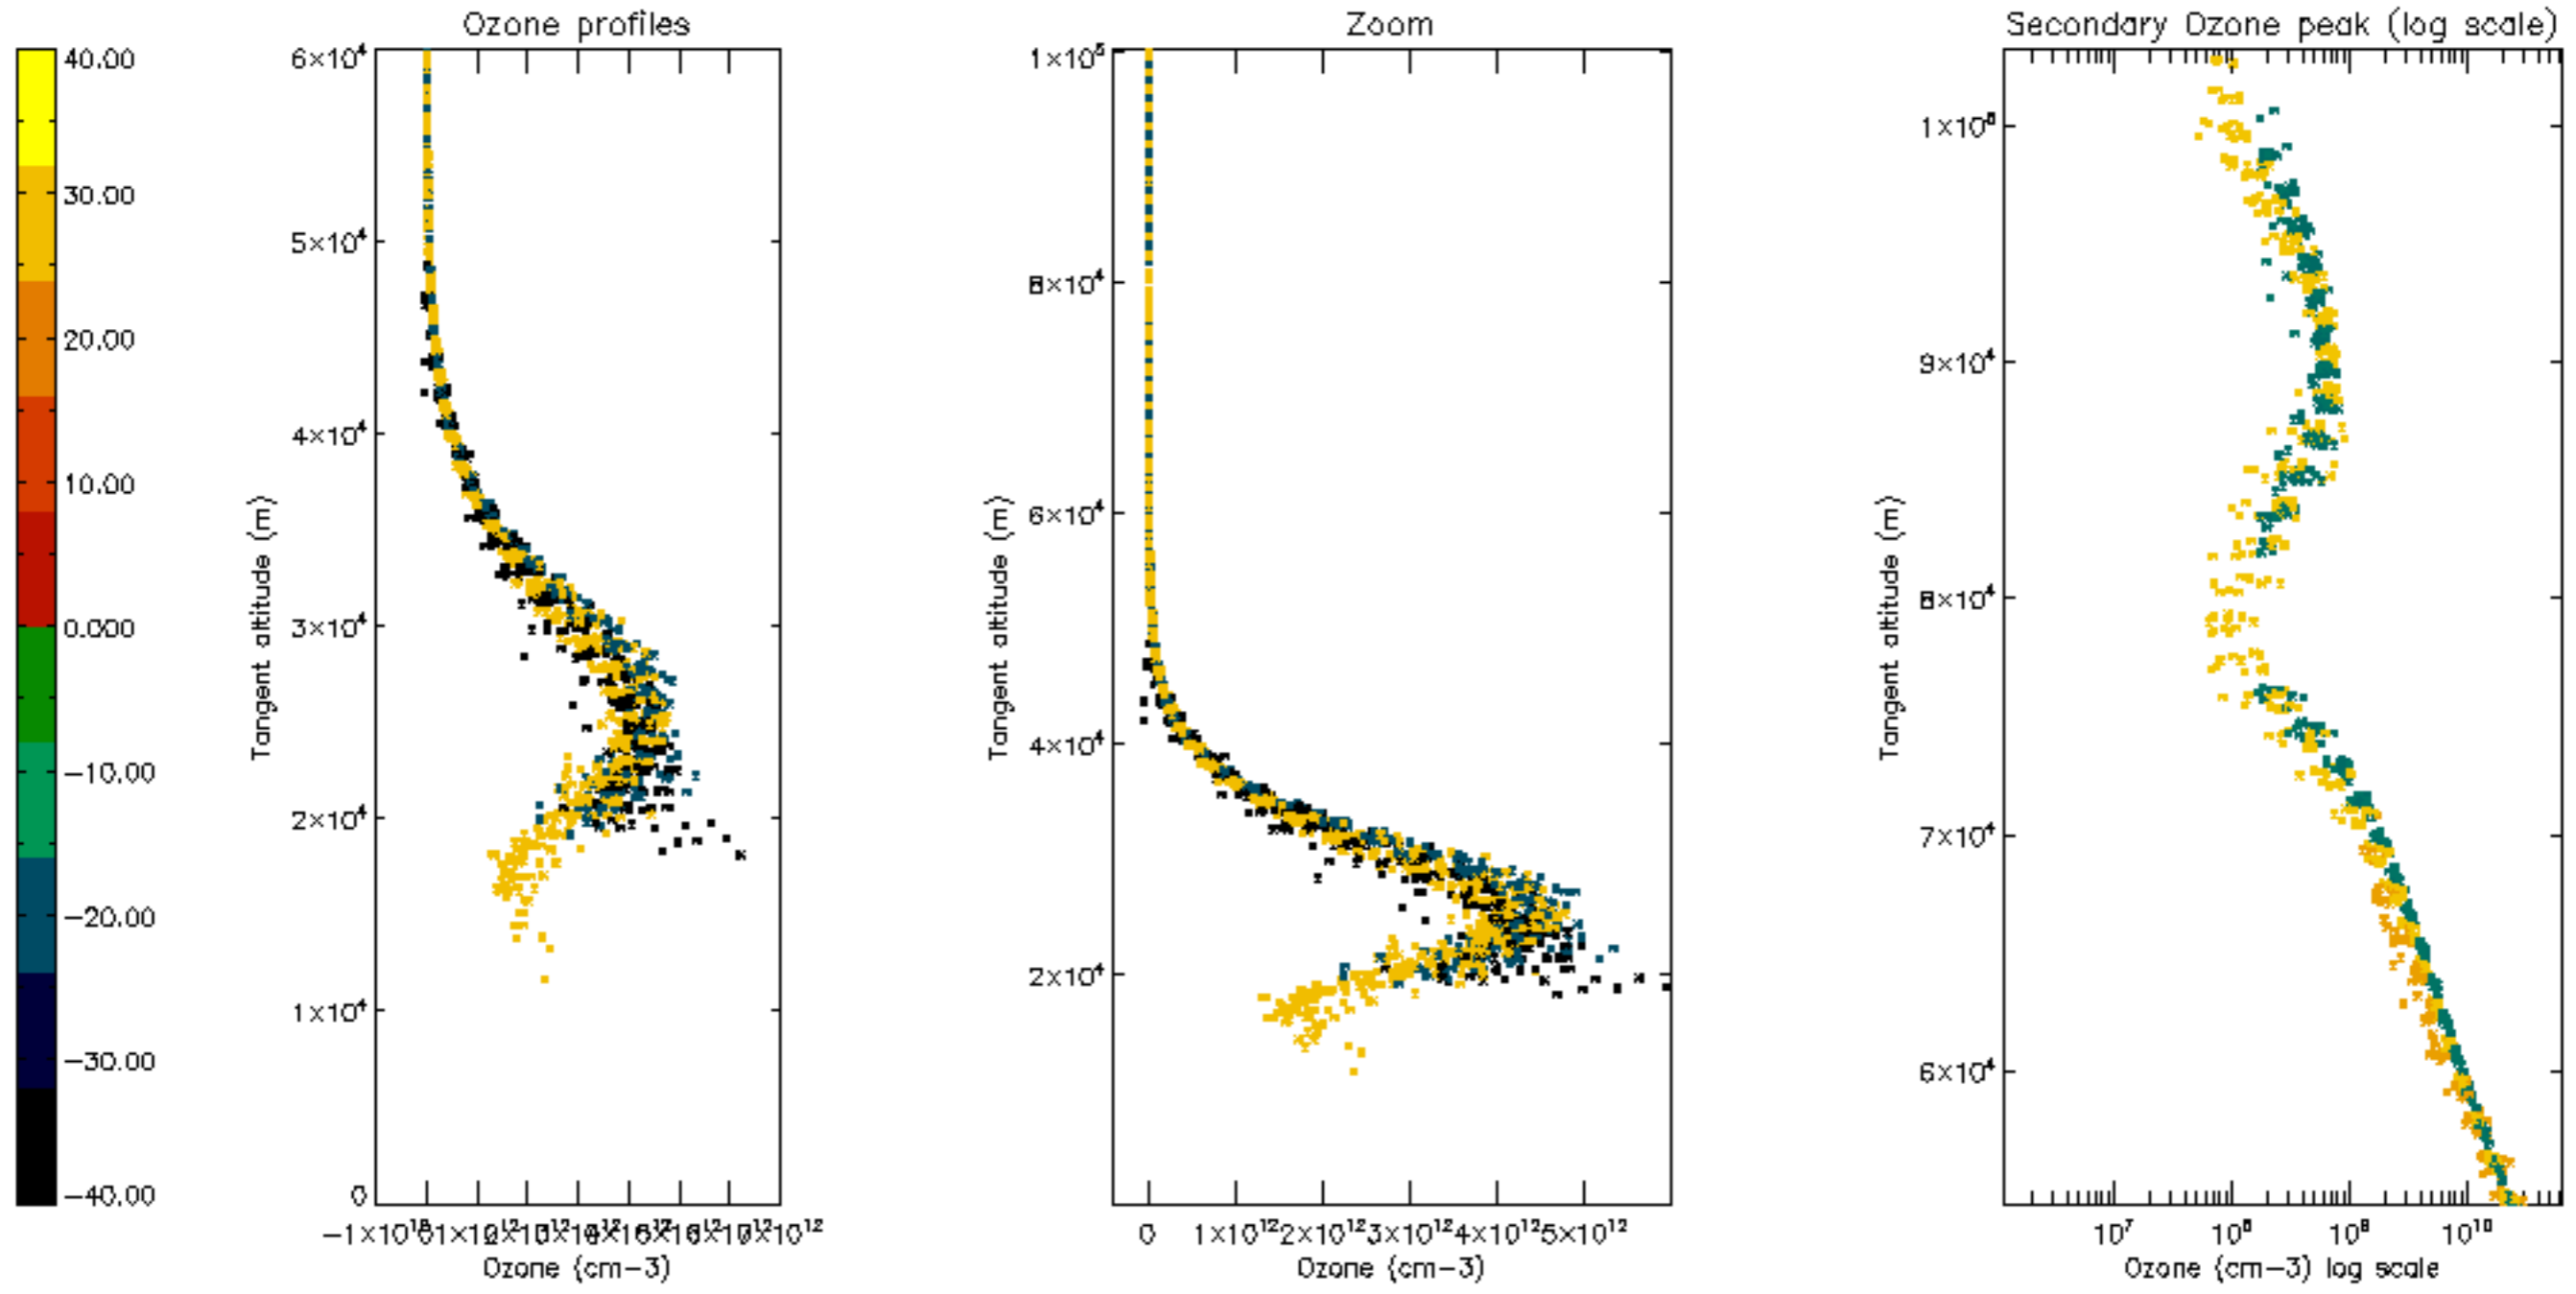 Ozone profiles
Zoom
Secondary Ozone peak (log scale)
40.00
30.00
20.00
10.00
0.000
−10.00
−20.00
−30.00
−40.00
Tangent altitude (m)
6×10⁴
5×10⁴
4×10⁴
3×10⁴
2×10⁴
1×10⁴
0
Ozone (cm−3)
Tangent altitude (m)
1×10⁵
8×10⁴
6×10⁴
4×10⁴
2×10⁴
0 1×10¹² 2×10¹² 3×10¹² 4×10¹² 5×10¹²
Ozone (cm−3)
Tangent altitude (m)
1×10⁵
9×10⁴
8×10⁴
7×10⁴
6×10⁴
10⁷ 10⁸ 10⁹ 10¹⁰
Ozone (cm−3) log scale